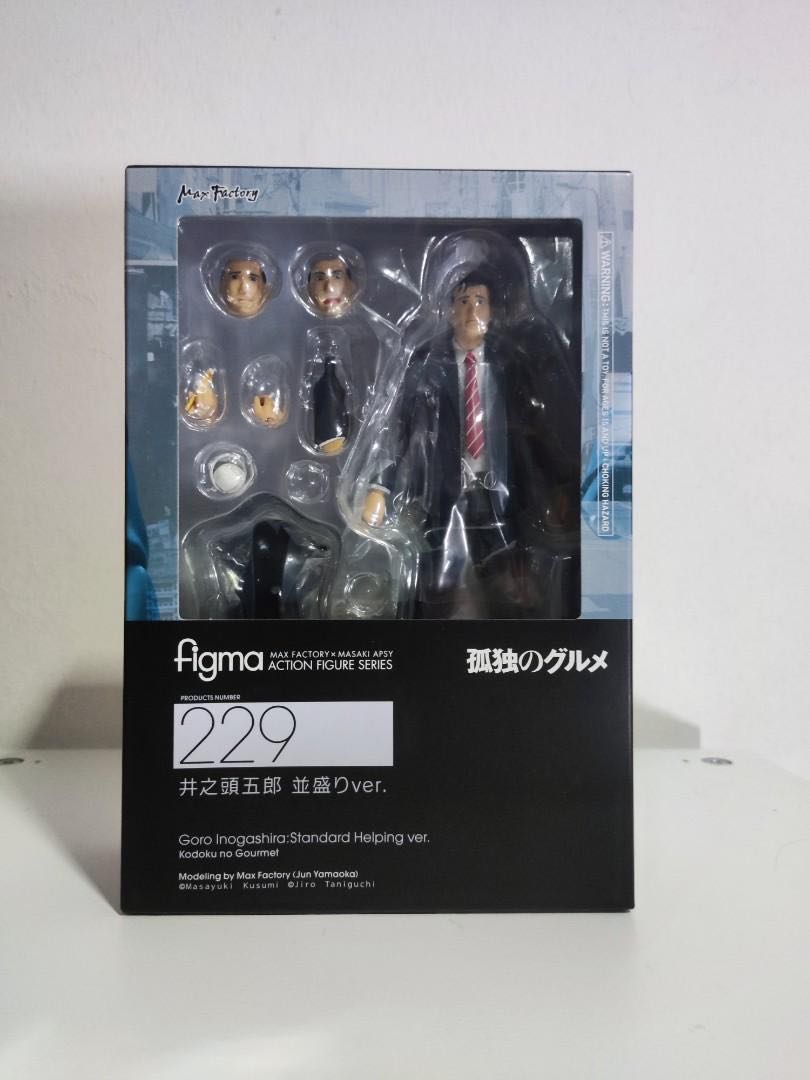 Max Factory
⚠ WARNING: THIS IS NOT A TOY. FOR AGES 15 AND UP • CHOKING HAZARD
figma MAX FACTORY × MASAKI APSY
ACTION FIGURE SERIES
孤独のグルメ
PRODUCTS NUMBER
229
井之頭五郎 並盛りver.
Goro Inogashira:Standard Helping ver.
Kodoku no Gourmet
Modeling by Max Factory (Jun Yamaoka)
©Masayuki Kusumi ©Jiro Taniguchi